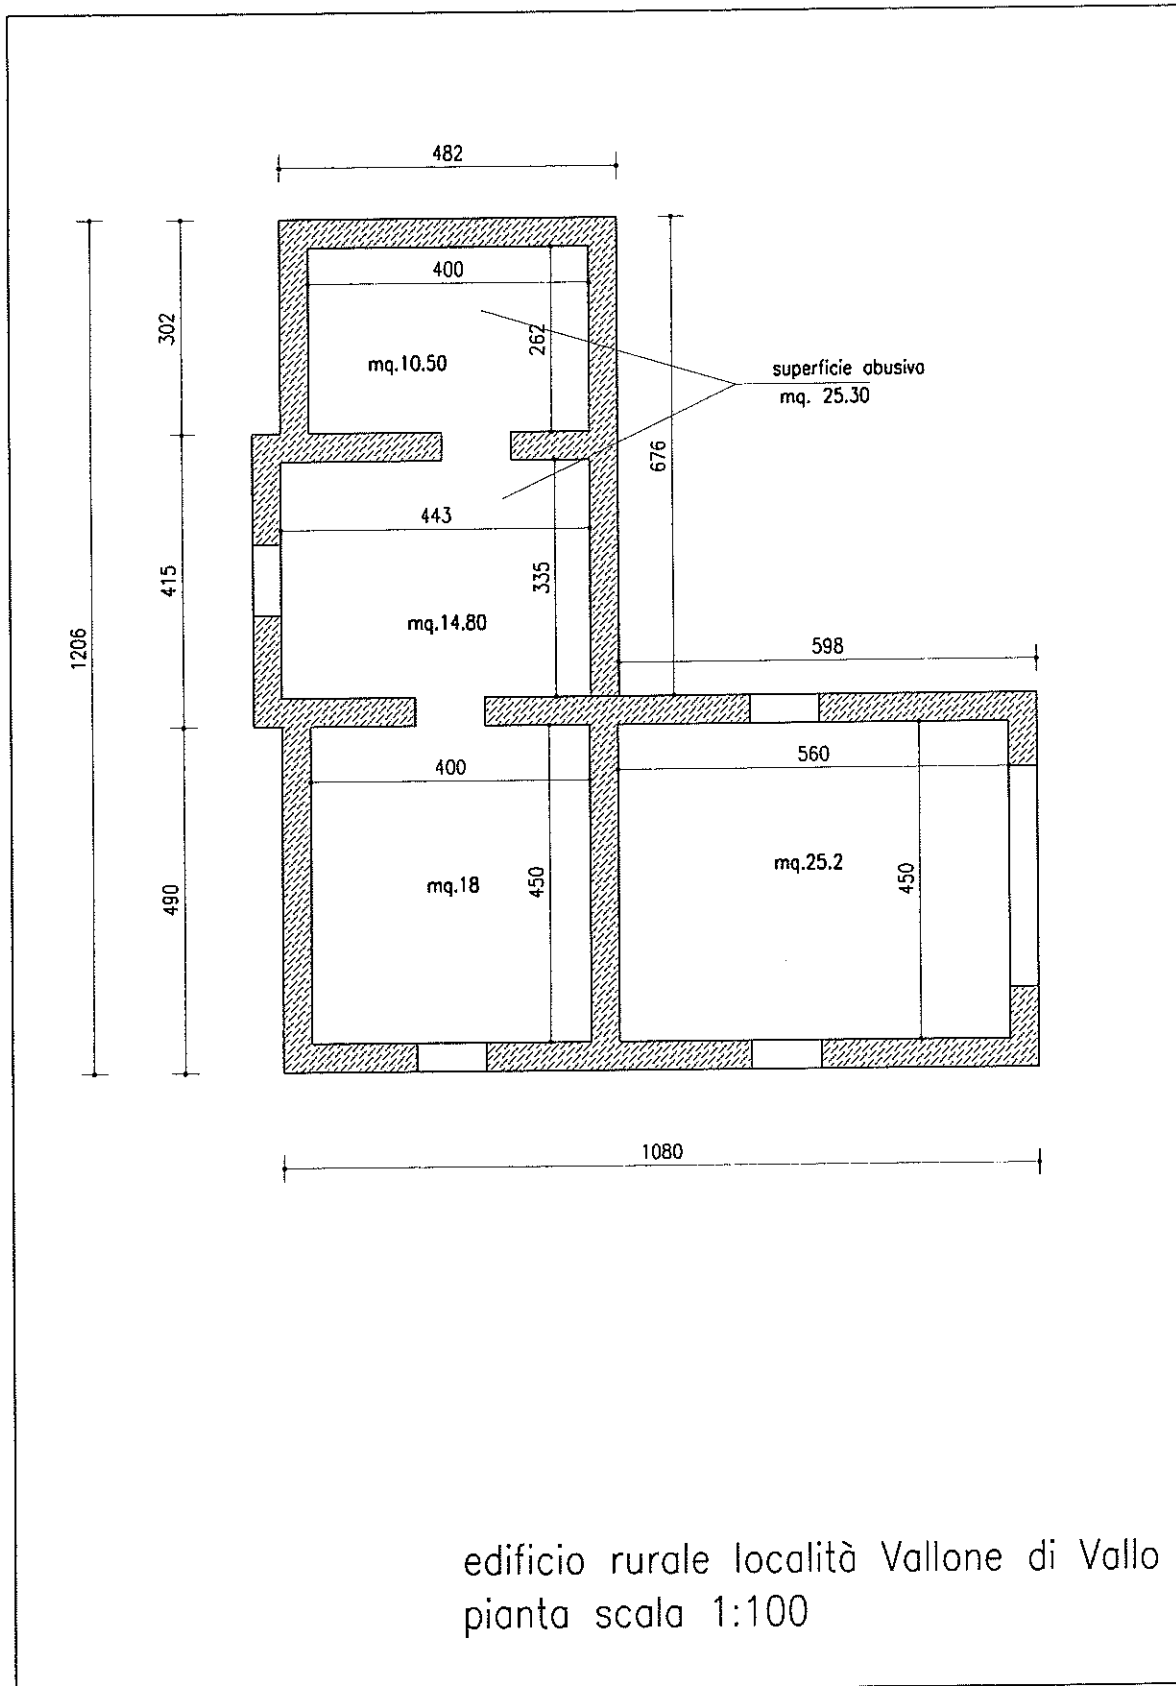 482
400
262
302
mq.10.50
superficie abusiva
mq. 25.30
676
443
335
415
mq.14.80
1206
598
400
560
mq.18
450
mq.25.2
450
490
1080
edificio rurale località Vallone di Vallo
pianta scala 1:100